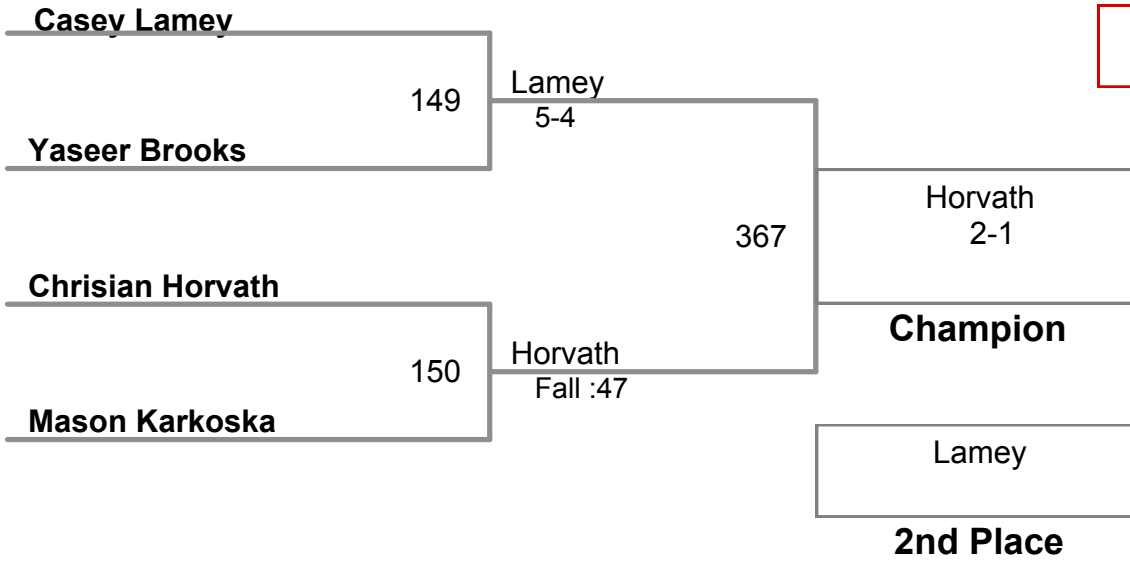 Casey Lamey
149
Lamey
5-4
Yaseer Brooks
367
Horvath
2-1
Champion
Chrisian Horvath
150
Horvath
Fall :47
Mason Karkoska
Lamey
2nd Place